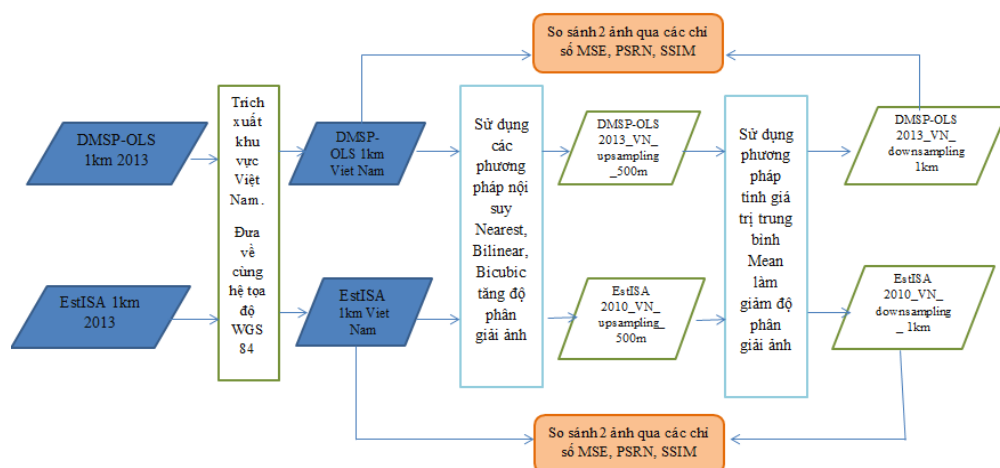 So sánh 2 ảnh qua các chỉ
số MSE, PSRN, SSIM
DMSP-OLS
1km 2013
Trích
xuất
khu
vực
Việt
Nam.
Đưa
về
cùng
hệ tọa
độ
WGS
84
DMSP-
OLS 1km
Viet Nam
Sử dụng
các
phương
pháp nội
suy
Nearest,
Bilinear,
Bicubic
tăng độ
phân
giải ảnh
DMSP-OLS
2013_VN_
upsampling
_500m
Sử dụng
phương
pháp
tính giá
trị trung
bình
Mean
làm
giảm độ
phân
giải ảnh
DMSP-OLS
2013_VN_
downsampling
1km
EstISA 1km
2013
EstISA
1km Viet
Nam
EstISA
2010_VN_
upsampling_
500m
EstISA
2010_VN_
downsampling
_ 1km
So sánh 2 ảnh qua các chỉ
số MSE, PSRN, SSIM